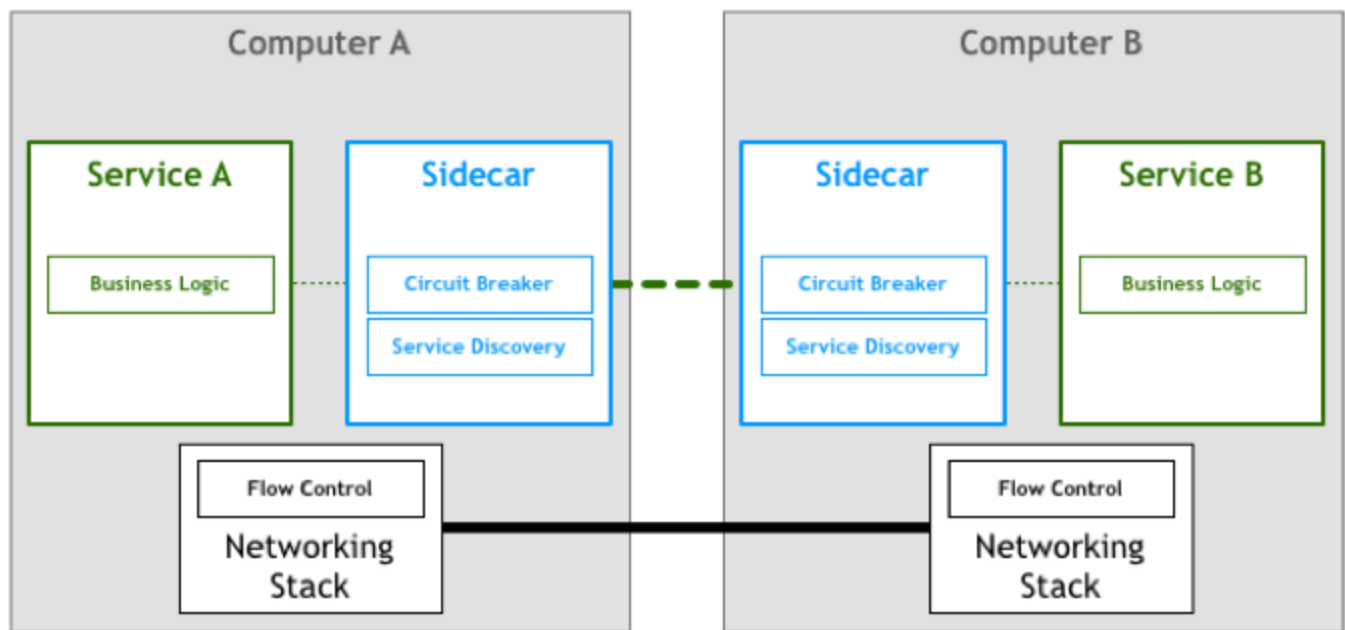 Computer A
Computer B
Service A
Sidecar
Sidecar
Service B
Business Logic
Circuit Breaker
Circuit Breaker
Business Logic
Service Discovery
Service Discovery
Flow Control
Flow Control
Networking
Stack
Networking
Stack